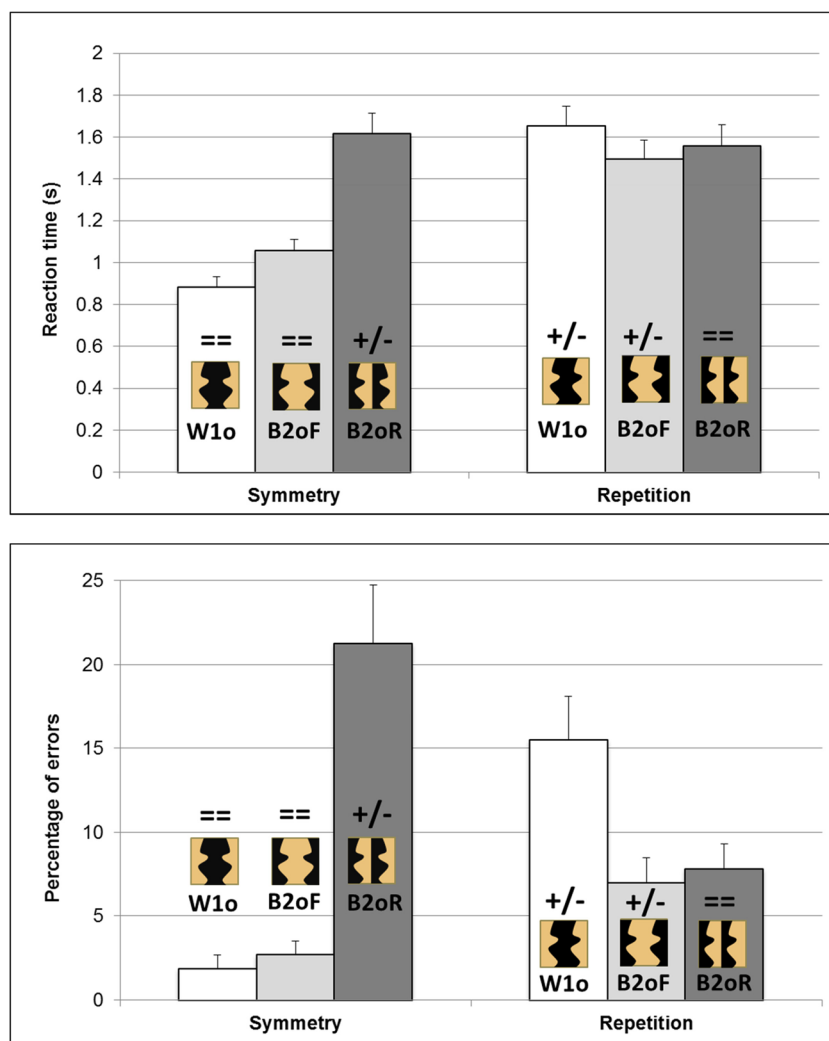 2
1.8
1.6
1.4
1.2
1
0.8
0.6
0.4
0.2
0
Reaction time (s)
== == +/- +/- +/- ==
W1o B2oF B2oR W1o B2oF B2oR
Symmetry Repetition
25
20
15
10
5
0
Percentage of errors
== == +/-
W1o B2oF B2oR
+/- +/- ==
W1o B2oF B2oR
Symmetry Repetition